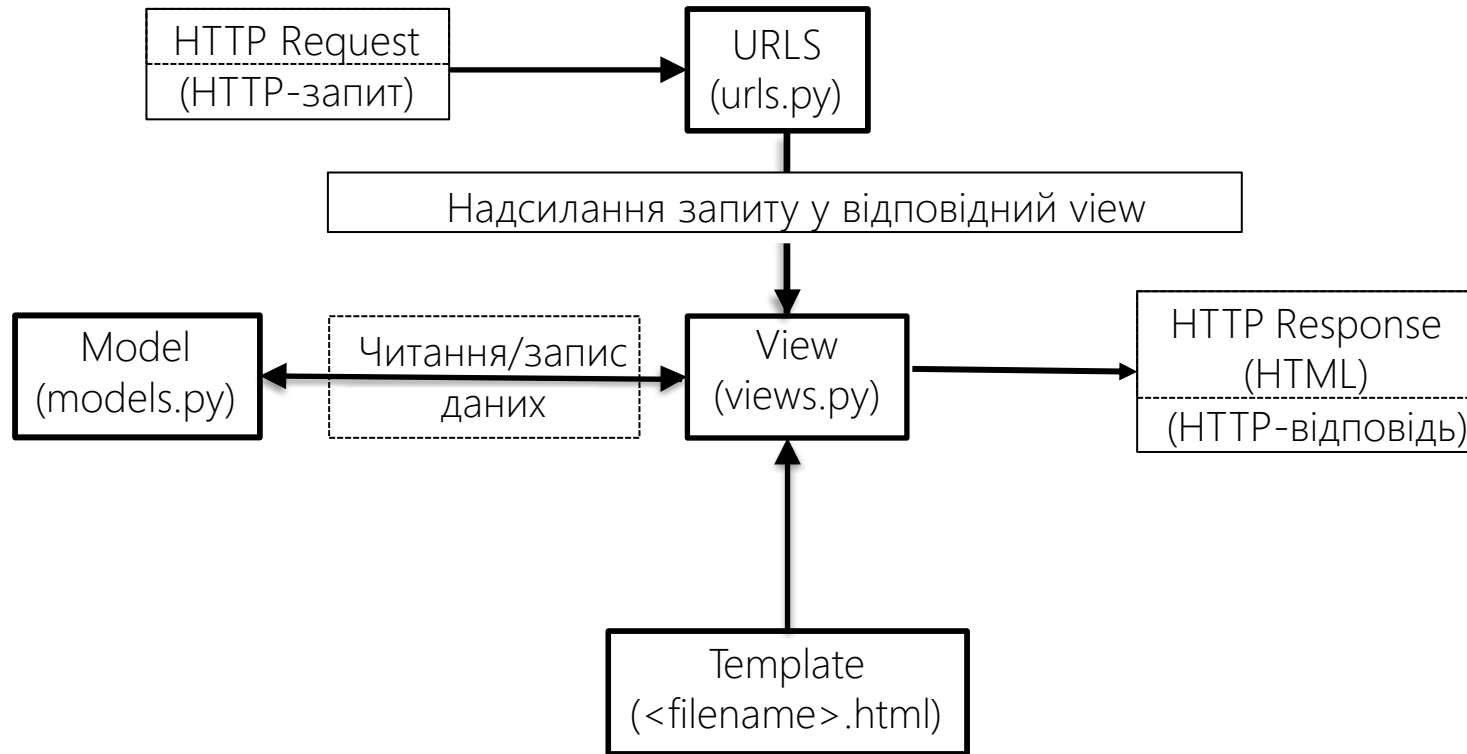 HTTP Request
(HTTP-запит)
URLS
(urls.py)
Надсилання запиту у відповідний view
Model
(models.py)
Читання/запис
даних
View
(views.py)
HTTP Response
(HTML)
(HTTP-відповідь)
Template
(<filename>.html)